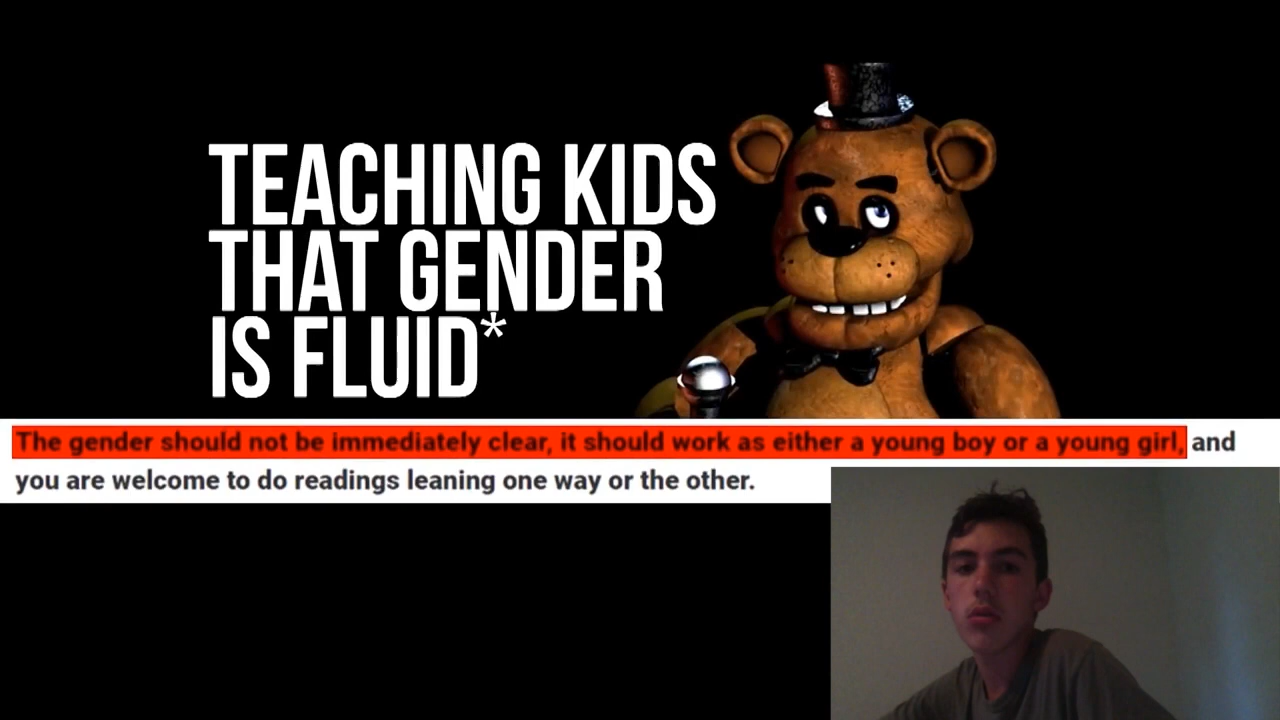 TEACHING KIDS
THAT GENDER
IS FLUID*
The gender should not be immediately clear, it should work as either a young boy or a young girl, and
you are welcome to do readings leaning one way or the other.